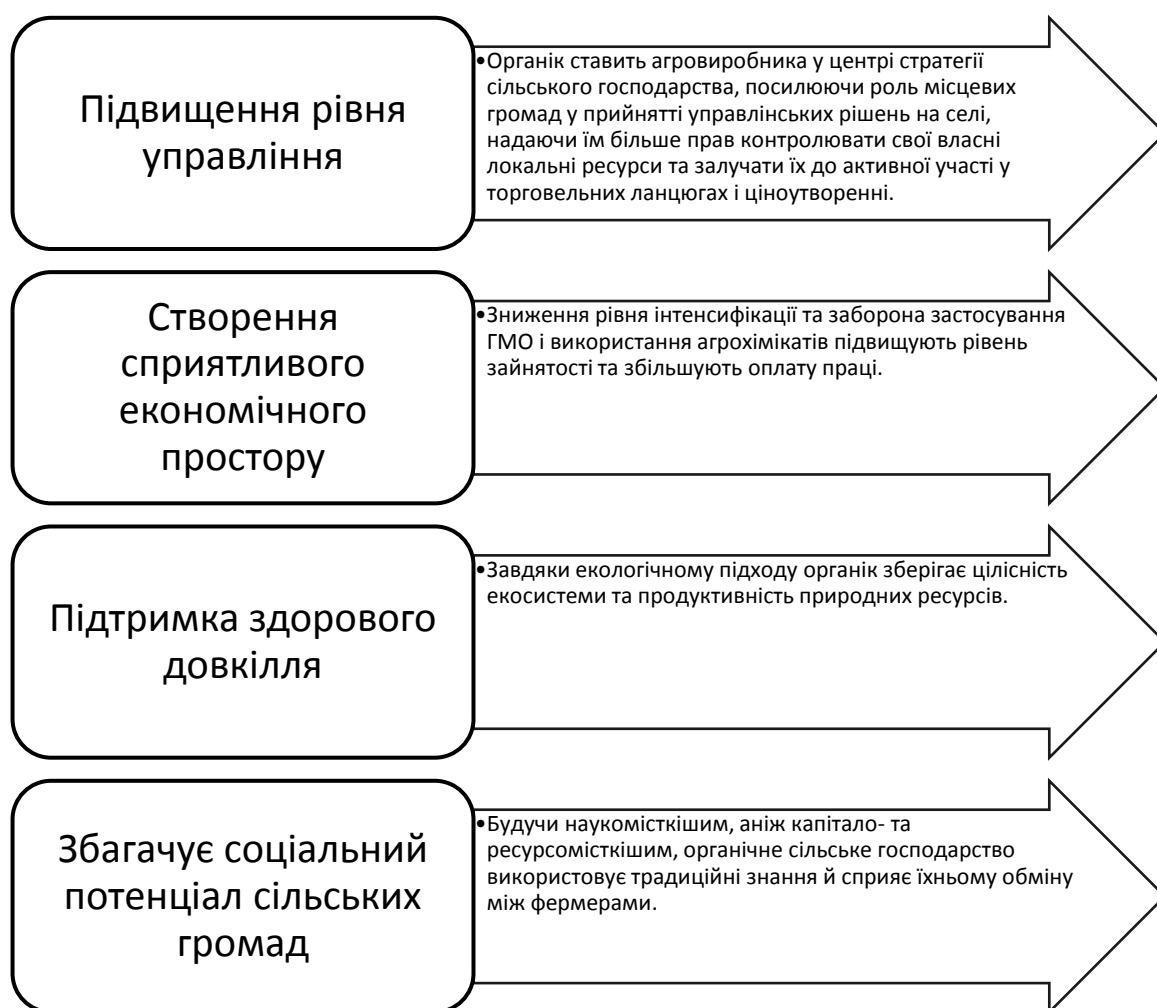 Підвищення рівня
управління
•Органік ставить агровиробника у центрі стратегії
сільського господарства, посилюючи роль місцевих
громад у прийнятті управлінських рішень на селі,
надаючи їм більше прав контролювати свої власні
локальні ресурси та залучати їх до активної участі у
торговельних ланцюгах і ціноутворенні.
Створення
сприятливого
економічного
простору
•Зниження рівня інтенсифікації та заборона застосування
ГМО і використання агрохімікатів підвищують рівень
зайнятості та збільшують оплату праці.
Підтримка здорового
довкілля
•Завдяки екологічному підходу органік зберігає цілісність
екосистеми та продуктивність природних ресурсів.
Збагачує соціальний
потенціал сільських
громад
•Будучи наукомісткішим, аніж капітало- та
ресурсомісткішим, органічне сільське господарство
використовує традиційні знання й сприяє їхньому обміну
між фермерами.